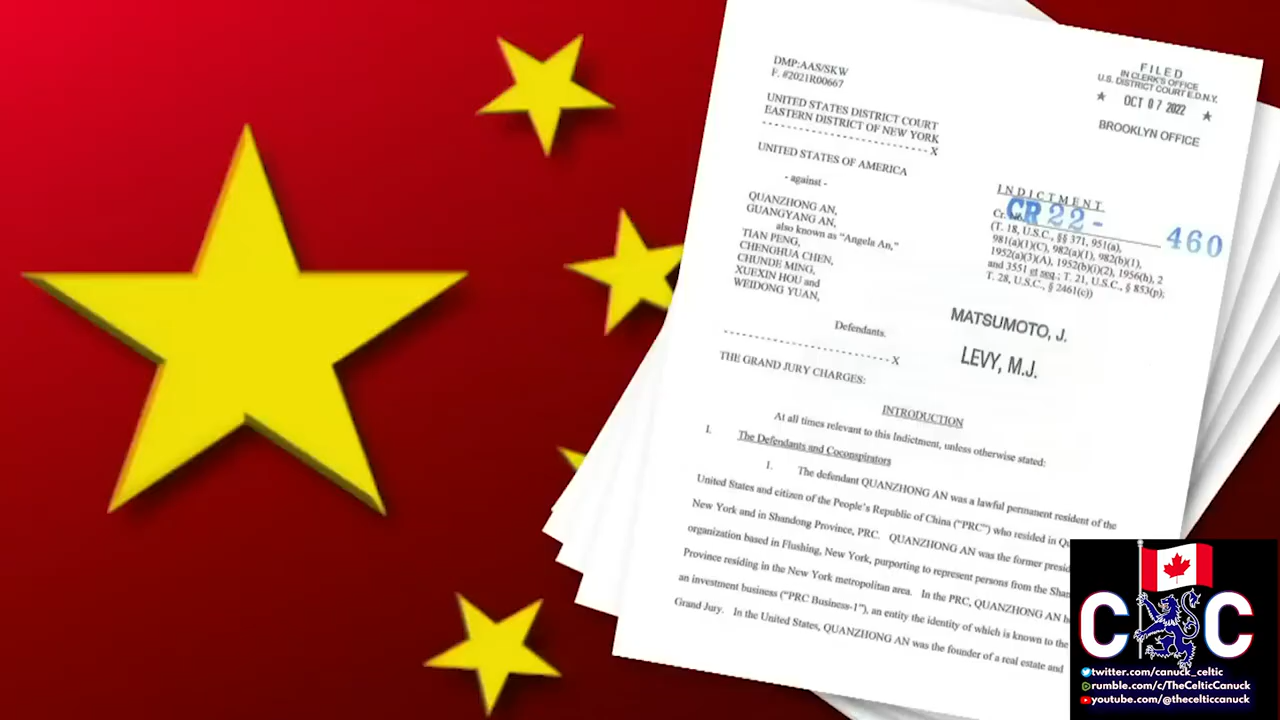 DMP:AAS/SKW
F. #2021R00667
FILED
IN CLERK'S OFFICE
U.S. DISTRICT COURT E.D.N.Y.
★ OCT 07 2022 ★
BROOKLYN OFFICE
UNITED STATES DISTRICT COURT
EASTERN DISTRICT OF NEW YORK
- - - - - - - - - - - - - - - - - - - - - - - - - - - X
UNITED STATES OF AMERICA
- against -
QUANZHONG AN,
GUANGYANG AN,
also known as "Angela An,"
TIAN PENG,
CHENGHUA CHEN,
CHUNDE MING,
XUEXIN HOU and
WEIDONG YUAN,
Defendants.
- - - - - - - - - - - - - - - - - - - - - - - - - - - X
INDICTMENT
CR 22- 460
Cr.
(T. 18, U.S.C., §§ 371, 951(a),
981(a)(1)(C), 982(a)(1), 982(b)(1),
1952(a)(3)(A), 1952(b)(i)(2), 1956(h), 2
and 3551 et seq.; T. 21, U.S.C., § 853(p);
T. 28, U.S.C., § 2461(c))
MATSUMOTO, J.
LEVY, M.J.
THE GRAND JURY CHARGES:
INTRODUCTION
At all times relevant to this Indictment, unless otherwise stated:
I. The Defendants and Coconspirators
1. The defendant QUANZHONG AN was a lawful permanent resident of the
United States and citizen of the People's Republic of China ("PRC") who resided in
New York and in Shandong Province, PRC. QUANZHONG AN was the former
organization based in Flushing, New York, purporting to represent persons from the
Province residing in the New York metropolitan area. In the PRC, QUANZHONG AN
an investment business ("PRC Business-1"), an entity the identity of which is known to the
Grand Jury. In the United States, QUANZHONG AN was the founder of a real estate and
C C
twitter.com/canuck_celtic
rumble.com/c/TheCelticCanuck
youtube.com/@thecelticcanuck